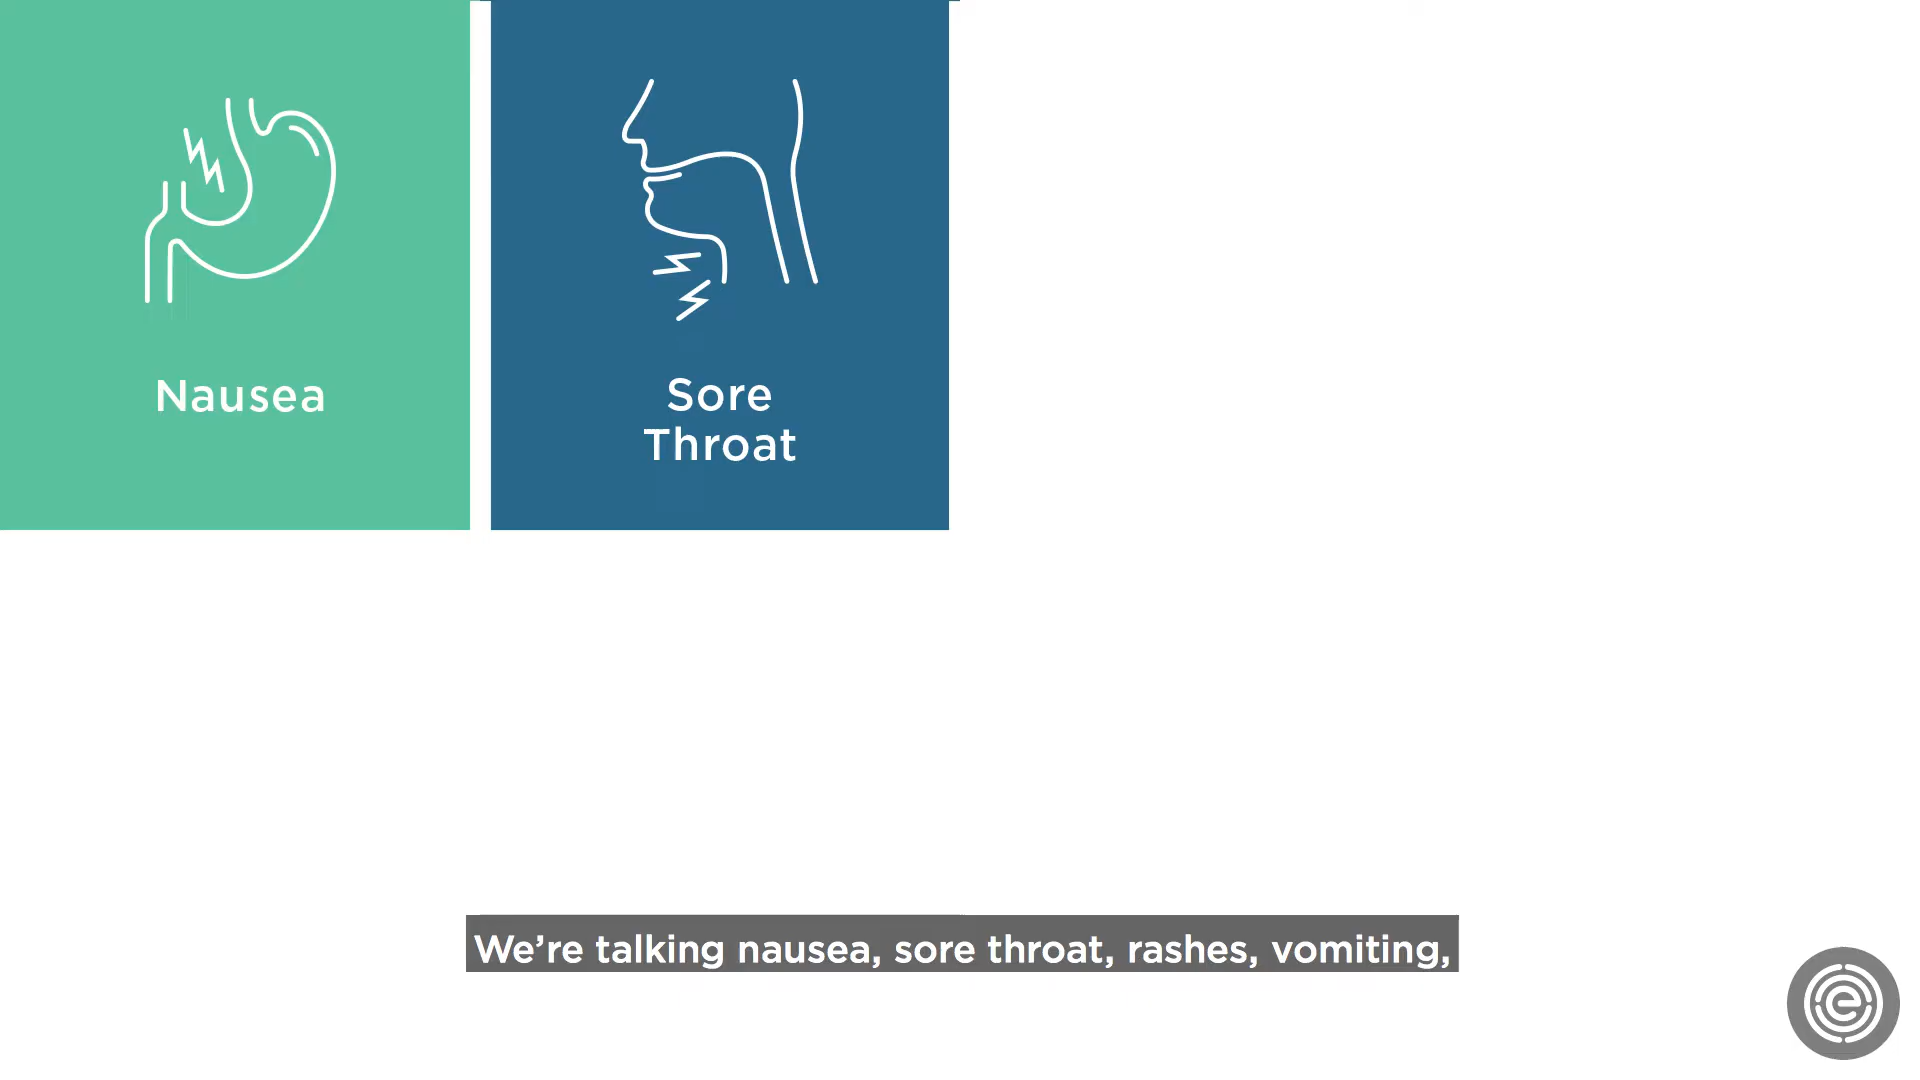 Nausea
Sore
Throat
We’re talking nausea, sore throat, rashes, vomiting,
e